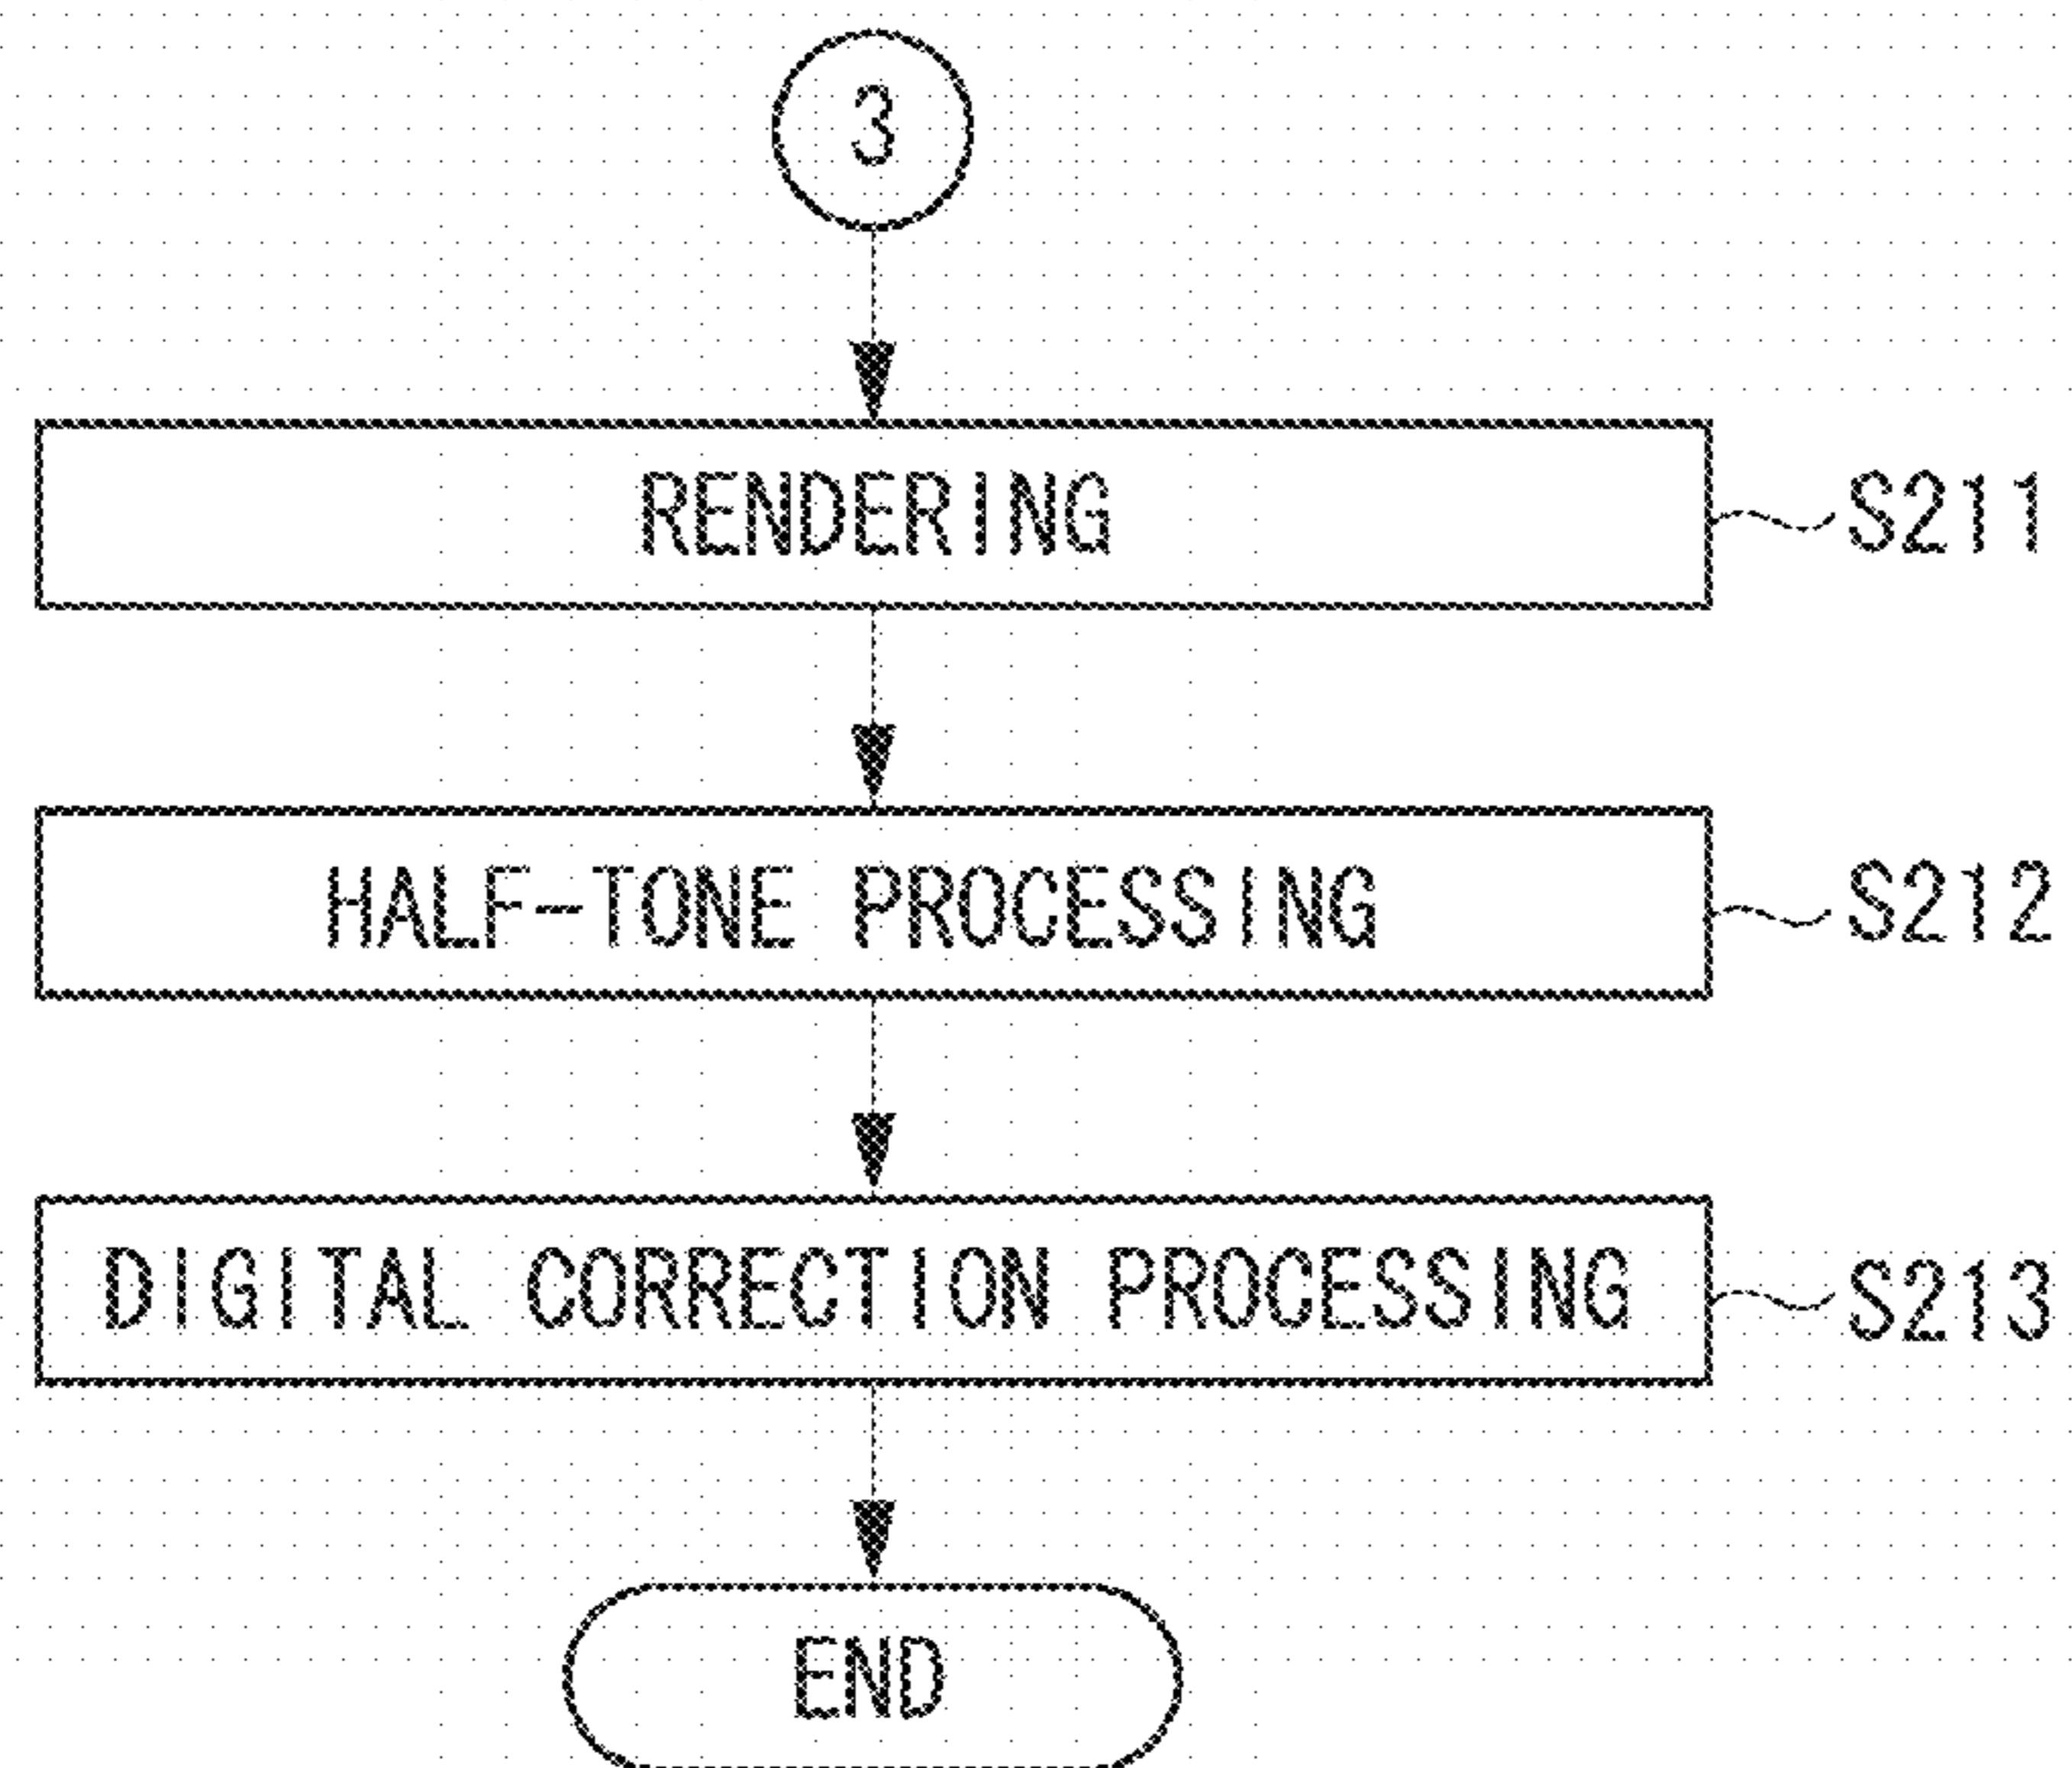 3
RENDERING S211
HALF-TONE PROCESSING S212
DIGITAL CORRECTION PROCESSING S213
END